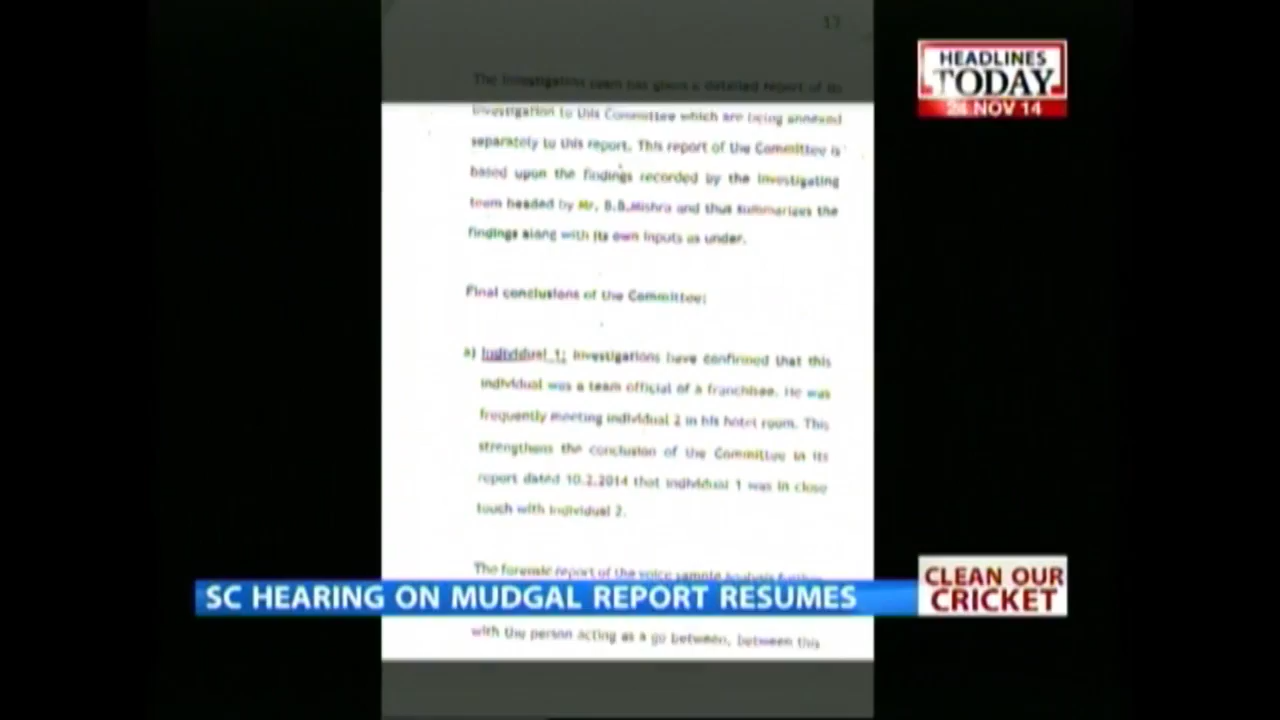 17
The investigation team has given a detailed report of its
investigation to this Committee which are being annexed
separately to this report. This report of the Committee is
based upon the findings recorded by the investigating
team headed by Mr. B.B.Mishra and thus summarizes the
findings along with its own inputs as under.
Final conclusions of the Committee:
a) Individual 1: Investigations have confirmed that this
individual was a team official of a franchisee. He was
frequently meeting individual 2 in his hotel room. This
strengthens the conclusion of the Committee in its
report dated 10.2.2014 that individual 1 was in close
touch with individual 2.
The forensic report of the voice sample analysis further
with the person acting as a go between, between this
HEADLINES
TODAY
24 NOV 14
SC HEARING ON MUDGAL REPORT RESUMES
CLEAN OUR
CRICKET